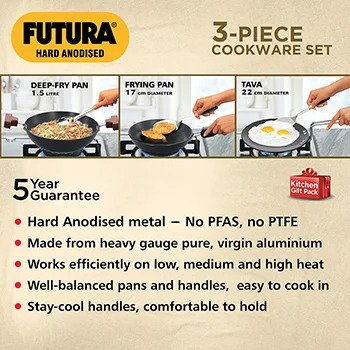 FUTURA®
HARD ANODISED
3-PIECE
COOKWARE SET
DEEP-FRY PAN
1.5 LITRE
FRYING PAN
17 CM DIAMETER
TAVA
22 CM DIAMETER
5 Year
Guarantee
Kitchen
Gift Pack
• Hard Anodised metal – No PFAS, no PTFE
• Made from heavy gauge pure, virgin aluminium
• Works efficiently on low, medium and high heat
• Well-balanced pans and handles, easy to cook in
• Stay-cool handles, comfortable to hold